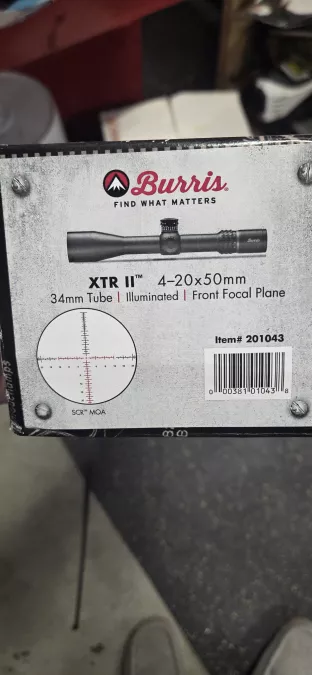 Burris®
FIND WHAT MATTERS
XTR II™ 4–20x50mm
34mm Tube | Illuminated | Front Focal Plane
Item# 201043
SCR™ MOA
0 00381 01043 8